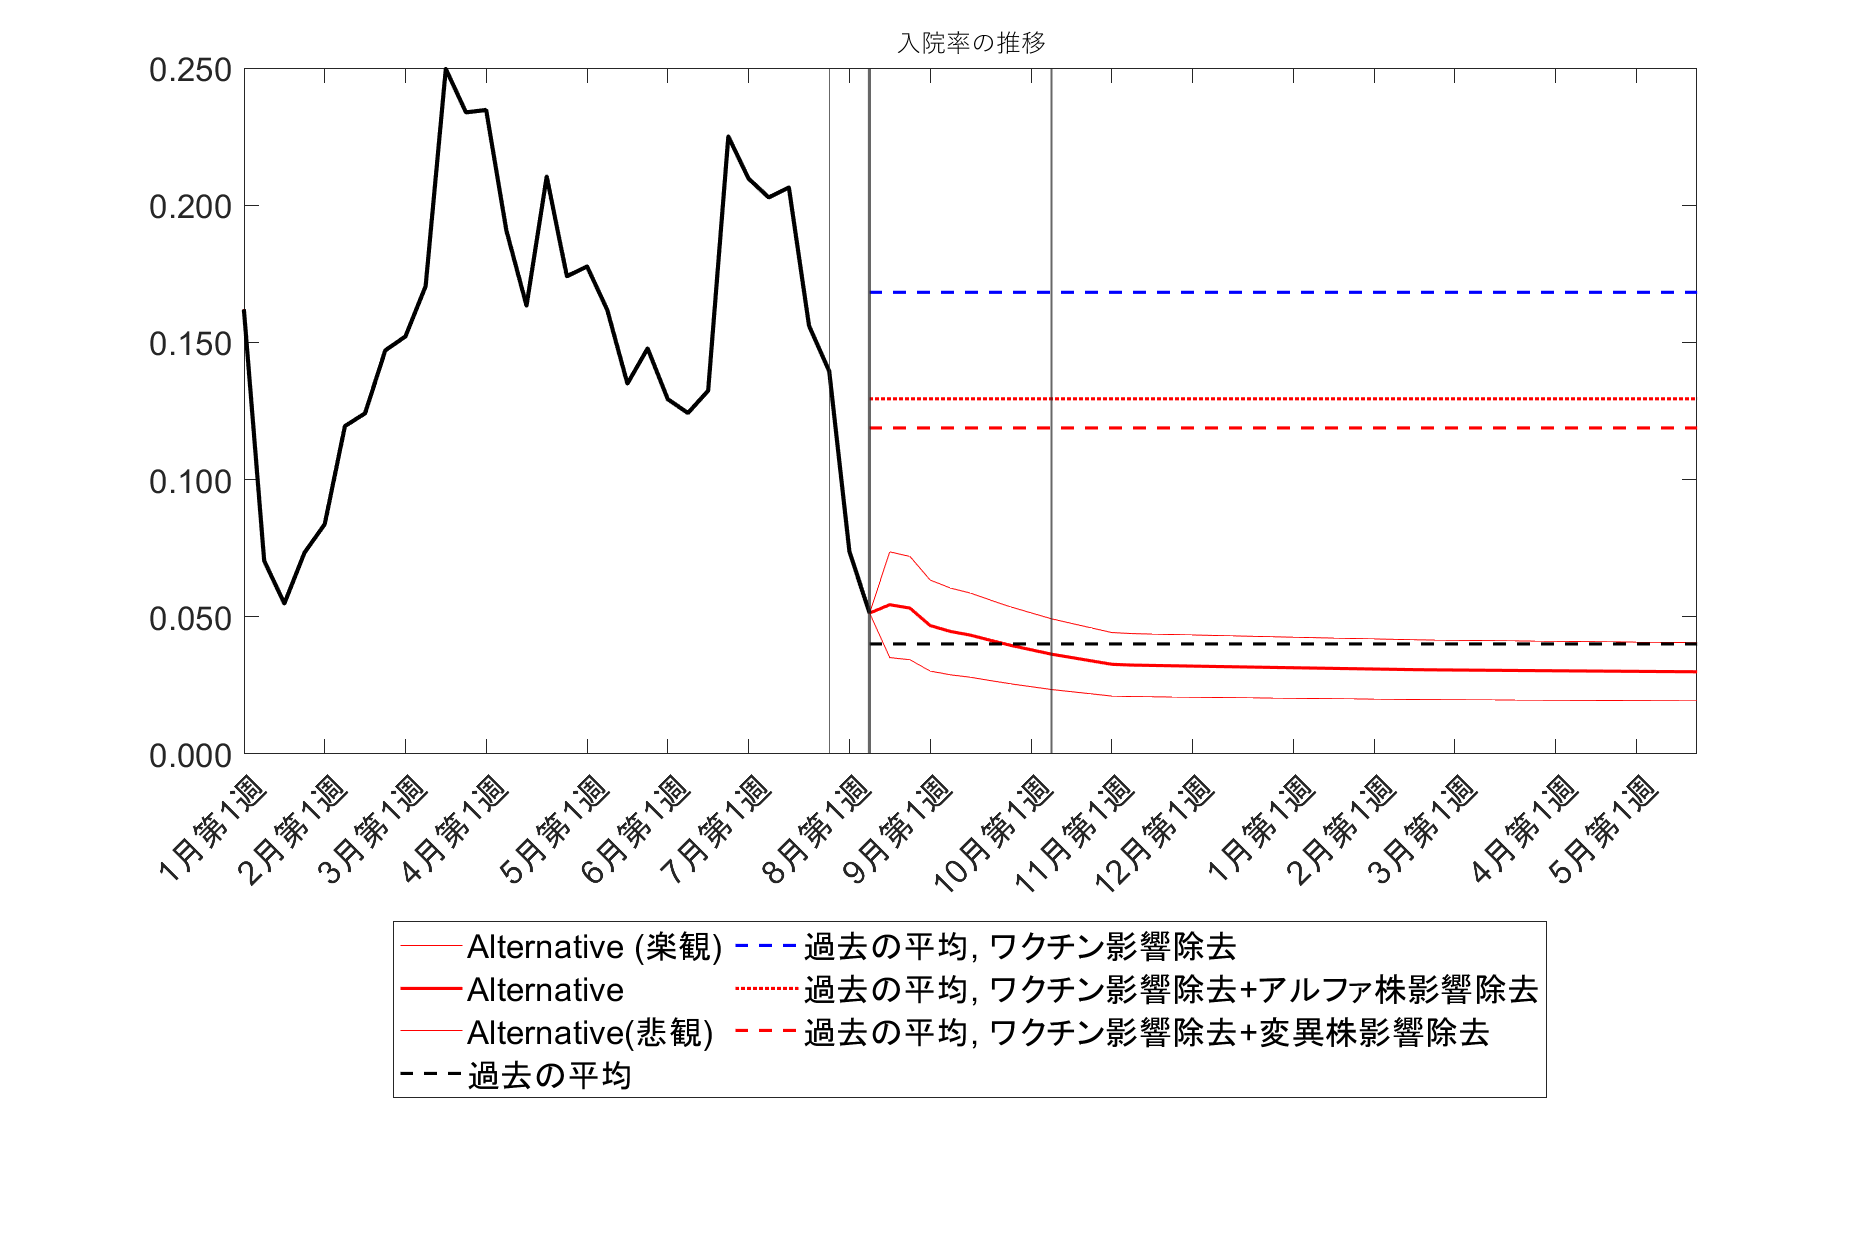 入院率の推移
0.250
0.200
0.150
0.100
0.050
0.000
1月第1週
2月第1週
3月第1週
4月第1週
5月第1週
6月第1週
7月第1週
8月第1週
9月第1週
10月第1週
11月第1週
12月第1週
1月第1週
2月第1週
3月第1週
4月第1週
5月第1週
Alternative (楽観)
Alternative
Alternative(悲観)
過去の平均
過去の平均, ワクチン影響除去
過去の平均, ワクチン影響除去+アルファ株影響除去
過去の平均, ワクチン影響除去+変異株影響除去